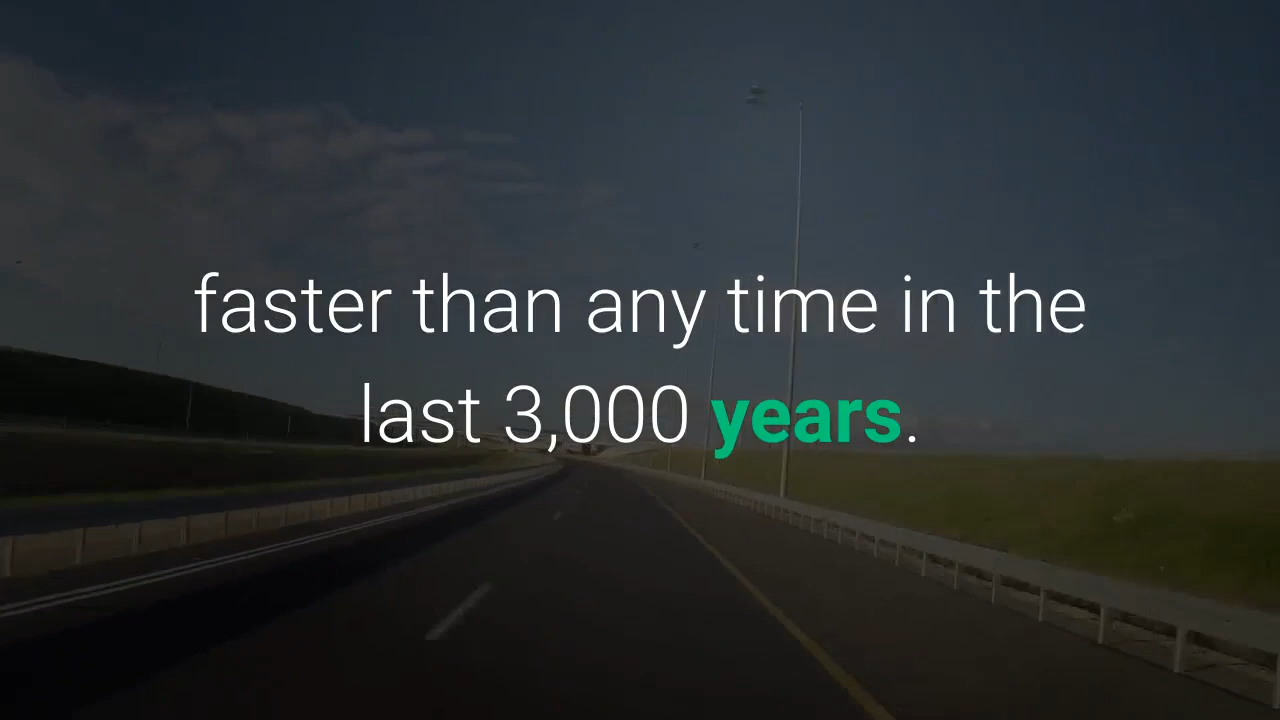 faster than any time in the
last 3,000 years.